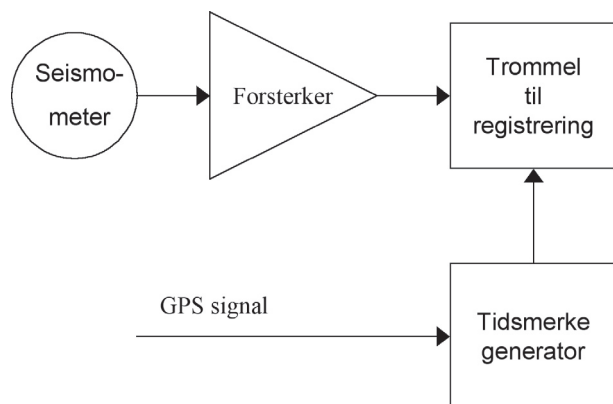 Seismo-
meter
Forsterker
Trommel
til
registrering
GPS signal
Tidsmerke
generator